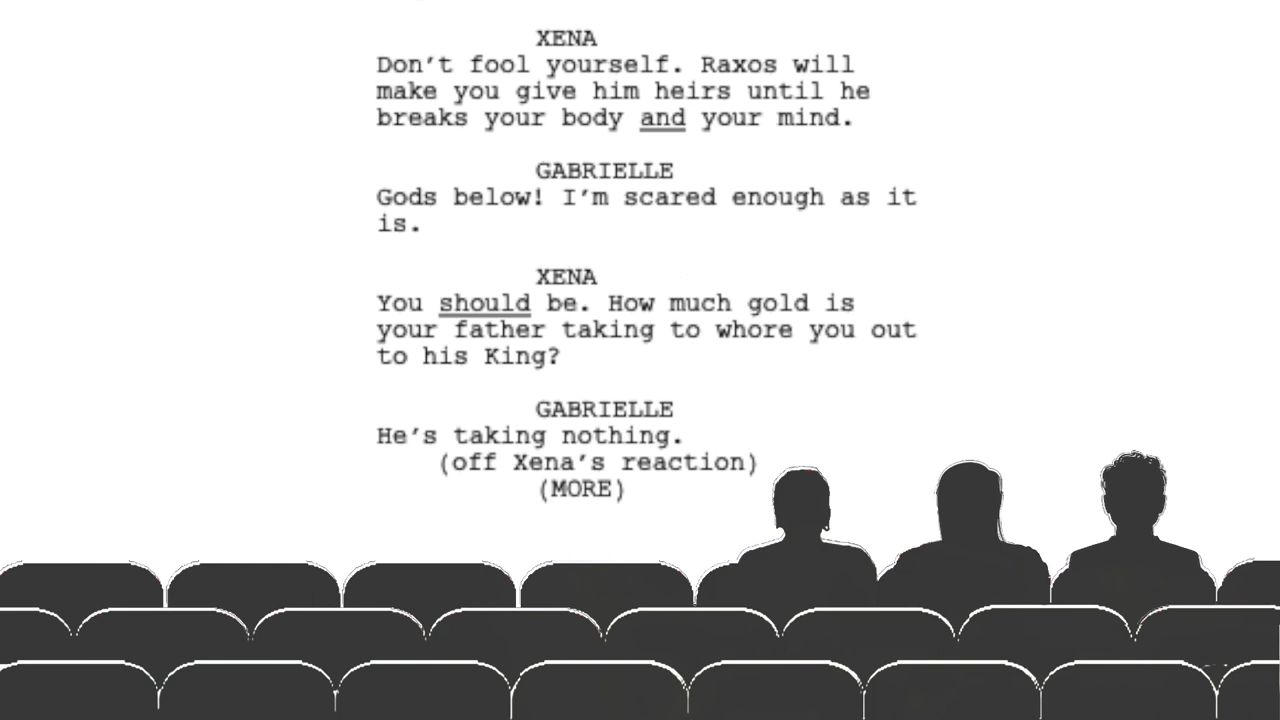 XENA
Don't fool yourself. Raxos will
make you give him heirs until he
breaks your body and your mind.
GABRIELLE
Gods below! I'm scared enough as it
is.
XENA
You should be. How much gold is
your father taking to whore you out
to his King?
GABRIELLE
He's taking nothing.
(off Xena's reaction)
(MORE)